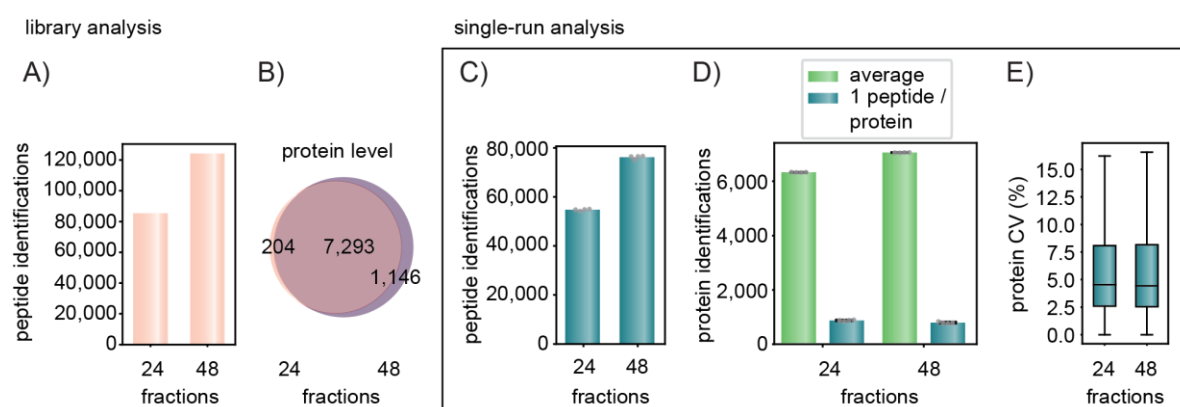 library analysis
single-run analysis
A)
peptide identifications
120,000
100,000
80,000
60,000
40,000
20,000
0
24
48
fractions
B)
protein level
204
7,293
1,146
24
48
fractions
C)
peptide identifications
80,000
60,000
40,000
20,000
0
24
48
fractions
D)
average
1 peptide /
protein
protein identifications
6,000
4,000
2,000
0
24
48
fractions
E)
protein CV (%)
15.0
12.5
10.0
7.5
5.0
2.5
0.0
24
48
fractions